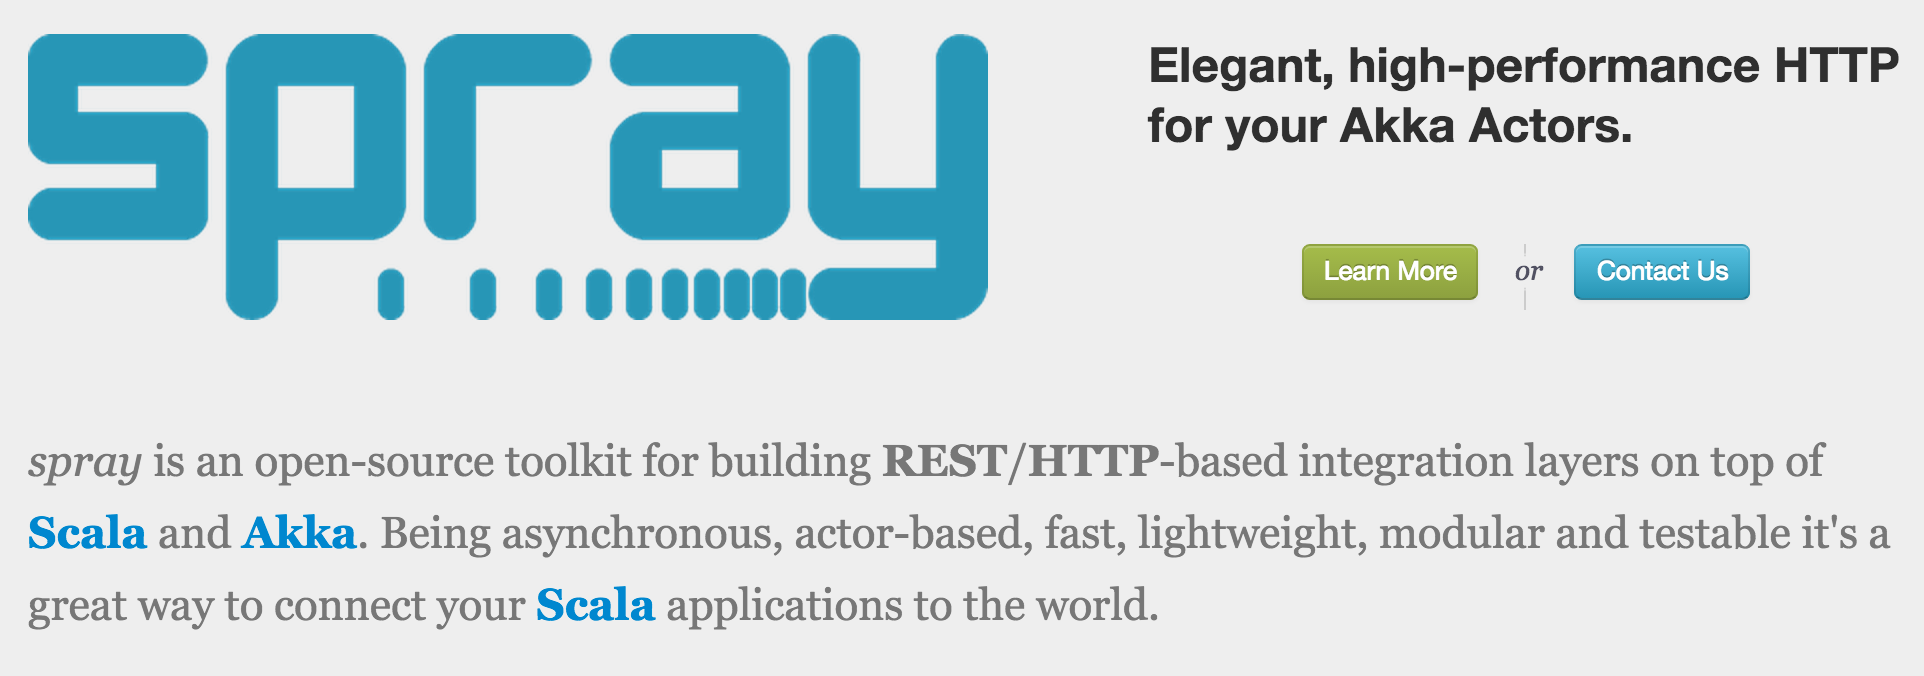 spray
Elegant, high-performance HTTP
for your Akka Actors.
Learn More or Contact Us
spray is an open-source toolkit for building REST/HTTP-based integration layers on top of
Scala and Akka. Being asynchronous, actor-based, fast, lightweight, modular and testable it's a
great way to connect your Scala applications to the world.